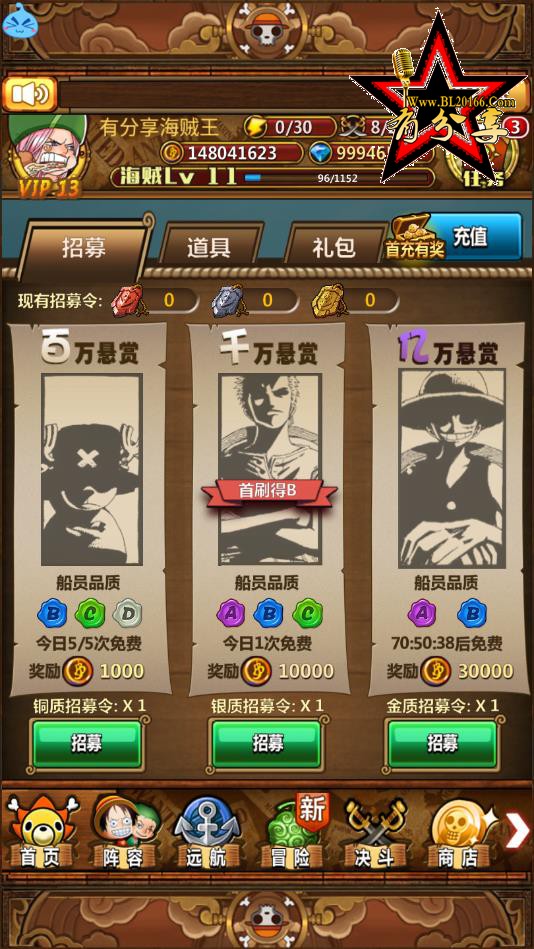 Www.BL20166.Com
有分享
有分享海贼王
0/30
8/
3
148041623
9994
VIP 13
海贼Lv 11
96/1152
任务
招募
道具
礼包
首充有奖
充值
现有招募令:
0
0
0
百万悬赏
千万悬赏
亿万悬赏
首刷得B
船员品质
船员品质
船员品质
B C D
A B C
A B
今日5/5次免费
今日1次免费
70:50:38后免费
奖励 1000
奖励 10000
奖励 30000
铜质招募令: X 1
银质招募令: X 1
金质招募令: X 1
招募
招募
招募
新
首页
阵容
远航
冒险
决斗
商店